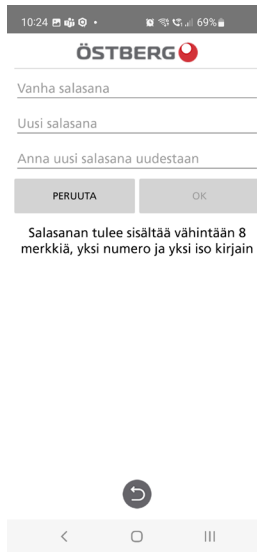 10:24
69%
ÖSTBERG
Vanha salasana
Uusi salasana
Anna uusi salasana uudestaan
PERUUTA
OK
Salasanan tulee sisältää vähintään 8
merkkiä, yksi numero ja yksi iso kirjain